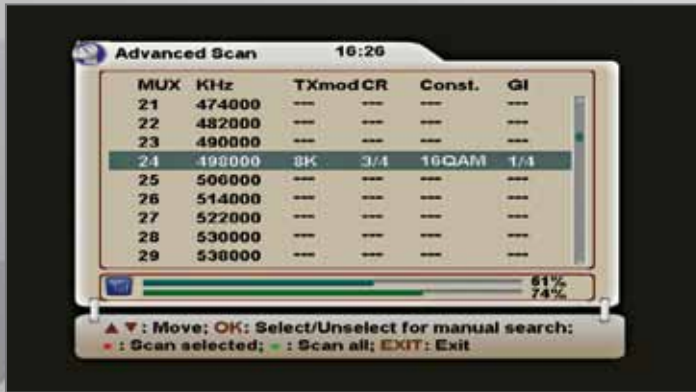 Advanced Scan 16:26
MUX KHz TXmod CR Const. GI
21 474000 --- --- --- ---
22 482000 --- --- --- ---
23 490000 --- --- --- ---
24 498000 8K 3/4 16QAM 1/4
25 506000 --- --- --- ---
26 514000 --- --- --- ---
27 522000 --- --- --- ---
28 530000 --- --- --- ---
29 538000 --- --- --- ---
61%
74%
▲ ▼ : Move; OK: Select/Unselect for manual search;
: Scan selected; : Scan all; EXIT: Exit